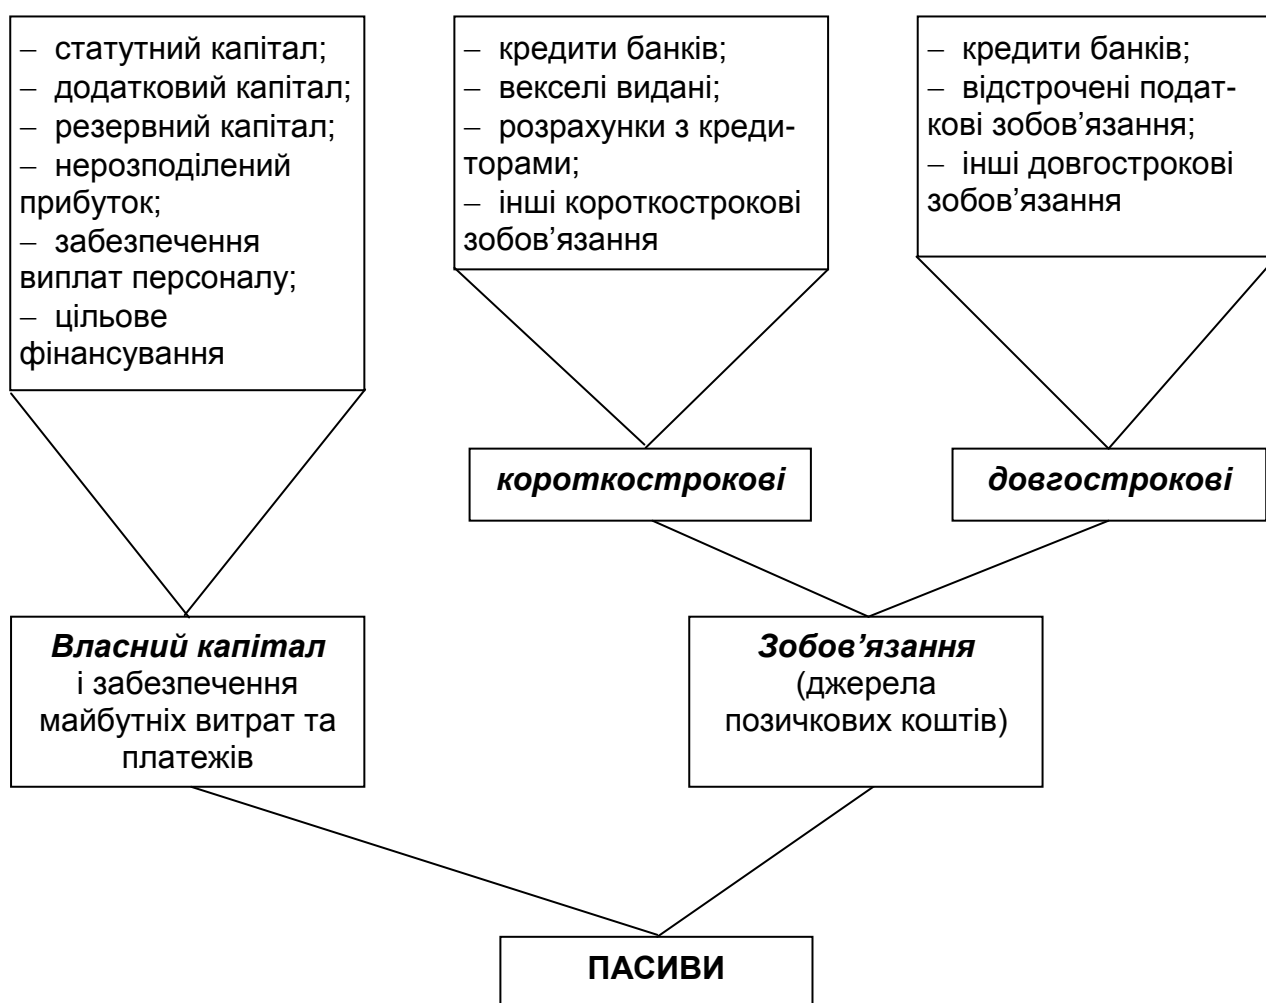 – статутний капітал;
– додатковий капітал;
– резервний капітал;
– нерозподілений
прибуток;
– забезпечення
виплат персоналу;
– цільове
фінансування
– кредити банків;
– векселі видані;
– розрахунки з креди-
торами;
– інші короткострокові
зобов’язання
– кредити банків;
– відстрочені подат-
кові зобов’язання;
– інші довгострокові
зобов’язання
короткострокові
довгострокові
Власний капітал
і забезпечення
майбутніх витрат та
платежів
Зобов’язання
(джерела
позичкових коштів)
ПАСИВИ